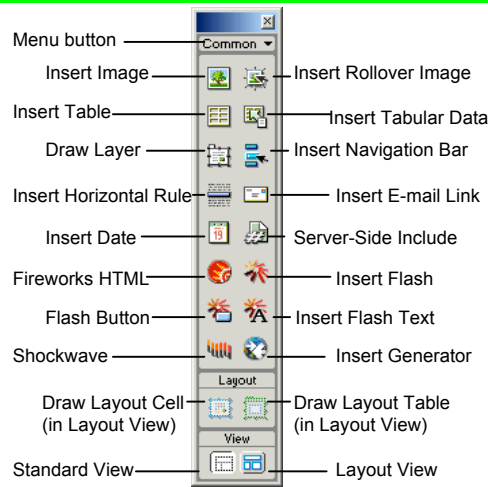 Menu button
Common
Insert Image
Insert Rollover Image
Insert Table
Insert Tabular Data
Draw Layer
Insert Navigation Bar
Insert Horizontal Rule
Insert E-mail Link
Insert Date
19
Server-Side Include
Fireworks HTML
Insert Flash
Flash Button
Insert Flash Text
Shockwave
Insert Generator
Layout
Draw Layout Cell
(in Layout View)
Draw Layout Table
(in Layout View)
View
Standard View
Layout View